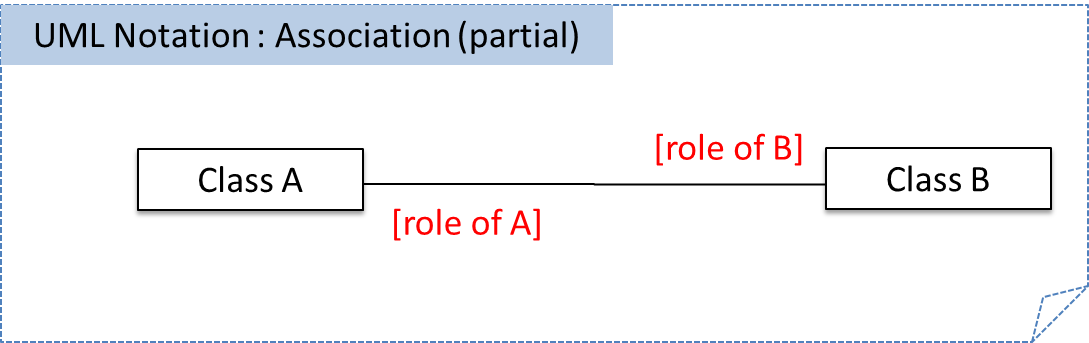 UML Notation : Association (partial)
[role of B]
Class A
Class B
[role of A]